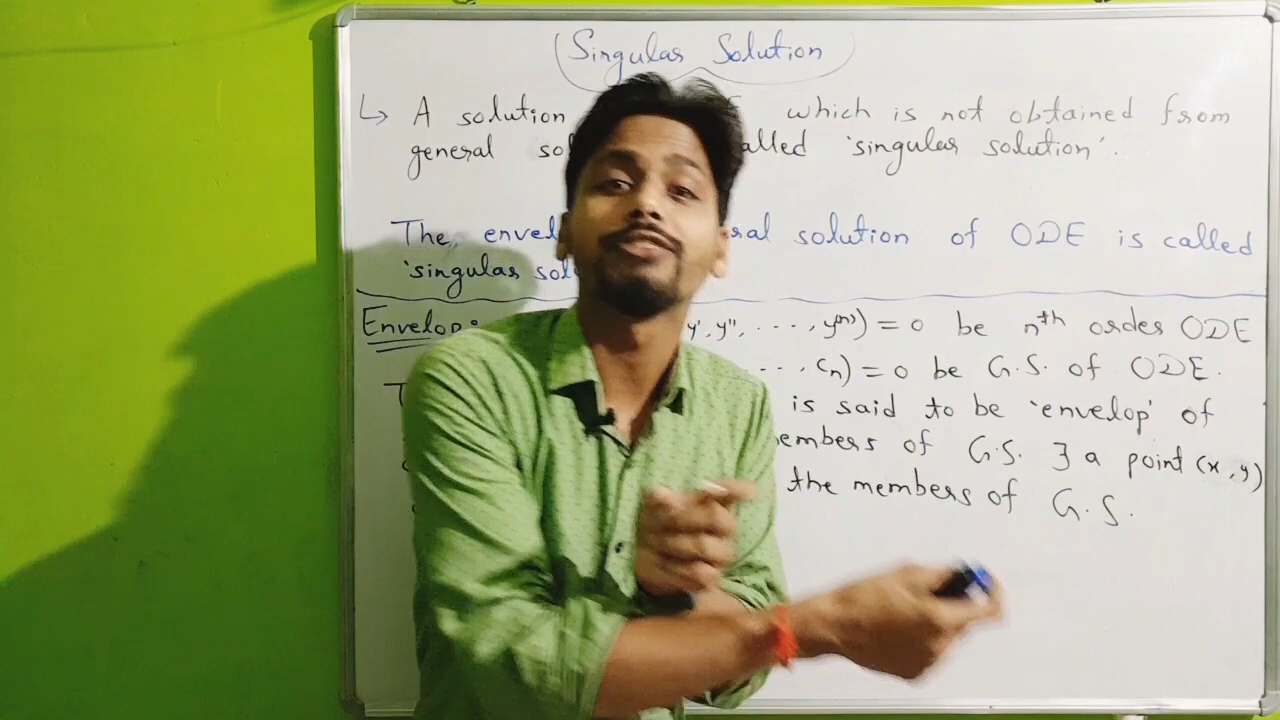 Singular Solution
↳ A solution which is not obtained from
general so alled 'singular solution'.
The envel ral solution of ODE is called
'singular sol
Envelop: y', y'', ...., y⁽ⁿ⁾) = 0 be nth order ODE
...., cn) = 0 be G.S. of ODE.
is said to be 'envelop' of
embers of G.S. ∃ a point (x, y)
the members of G.S.